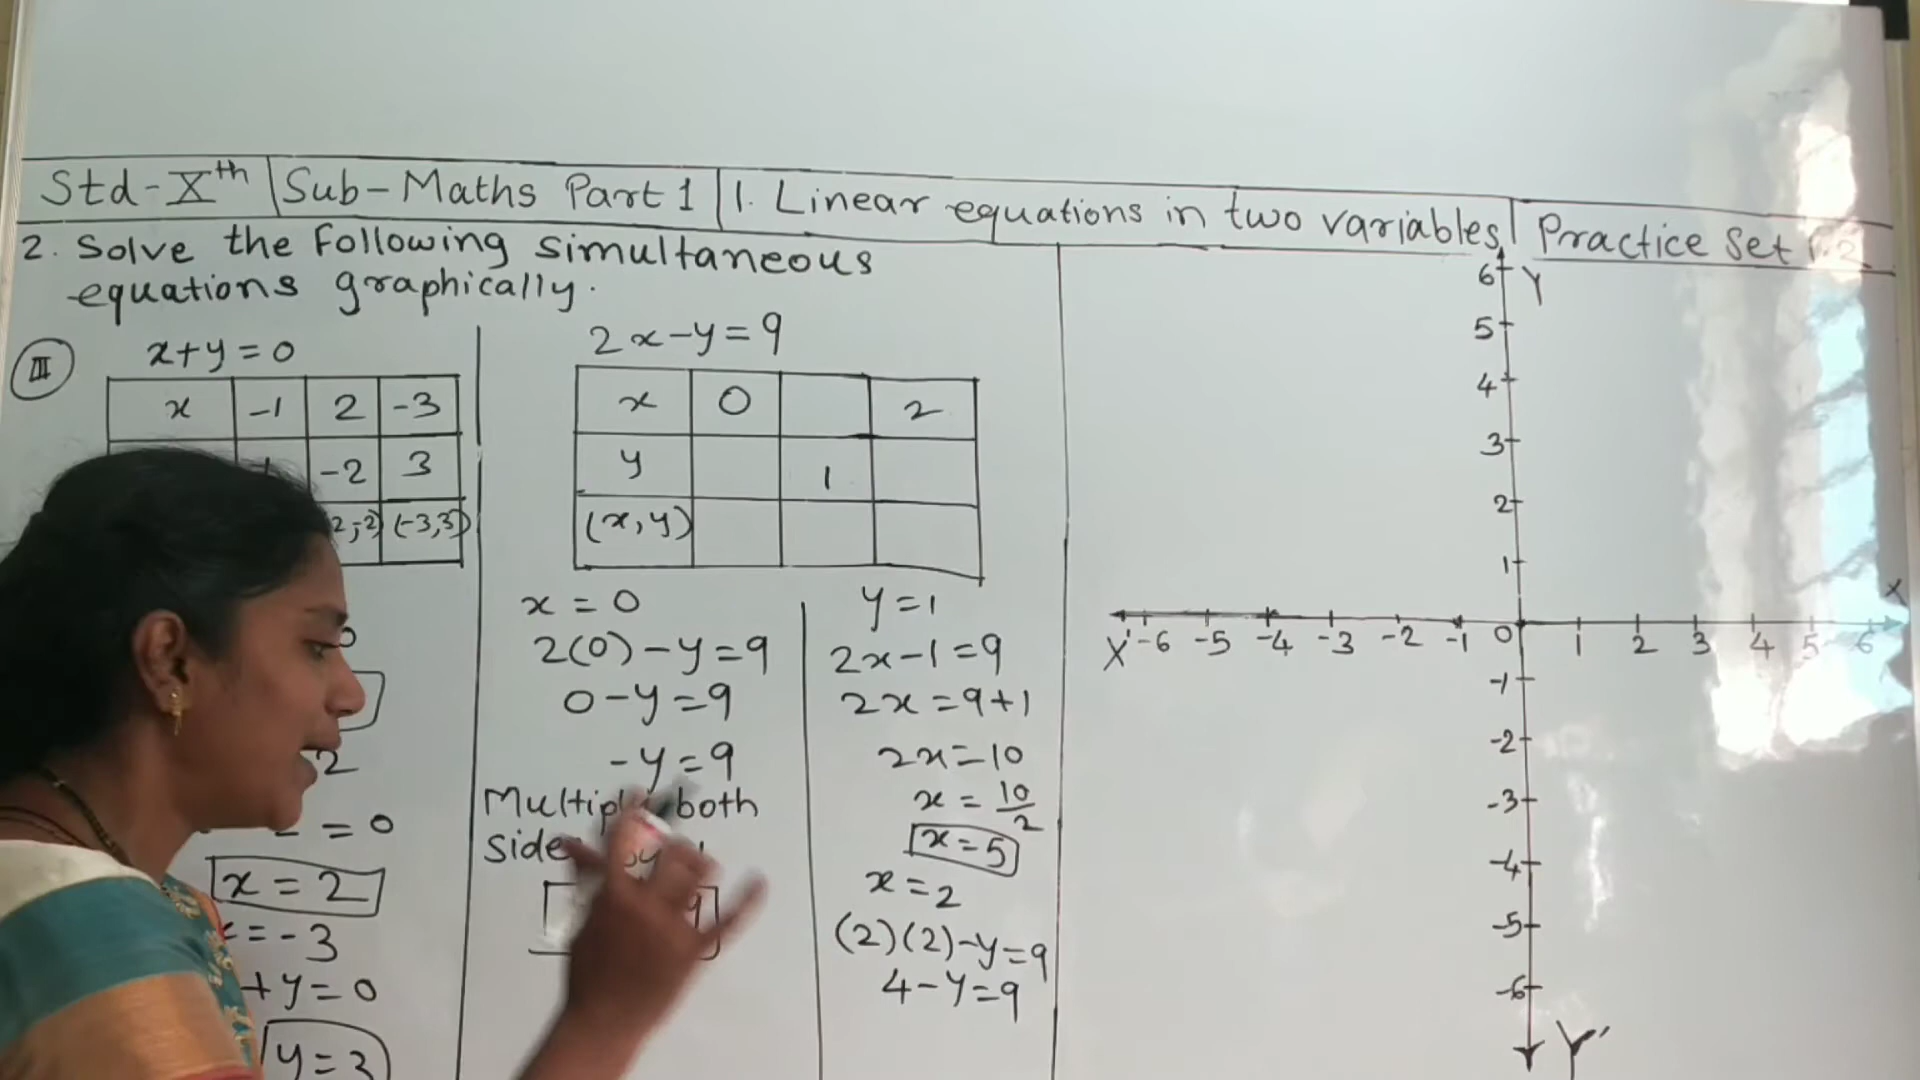 Std-Xth Sub-Maths Part 1 1. Linear equations in two variables Practice Set 1.2
2. Solve the Following simultaneous
equations graphically.
III
x+y=0
x -1 2 -3
-2 3
(-3,3)
x=2
=-3
+y=0
y=3
2x-y=9
x 0 2
y 1
(x,y)
x=0
2(0)-y=9
0-y=9
-y=9
Multiply both
y=1
2x-1=9
2x=9+1
2x=10
x=10/2
x=5
x=2
(2)(2)-y=9
4-y=9
Y
6
5
4
3
2
1
X
X' -6 -5 -4 -3 -2 -1 0 1 2 3 4 5 6
-1
-2
-3
-4
-5
-6
Y'